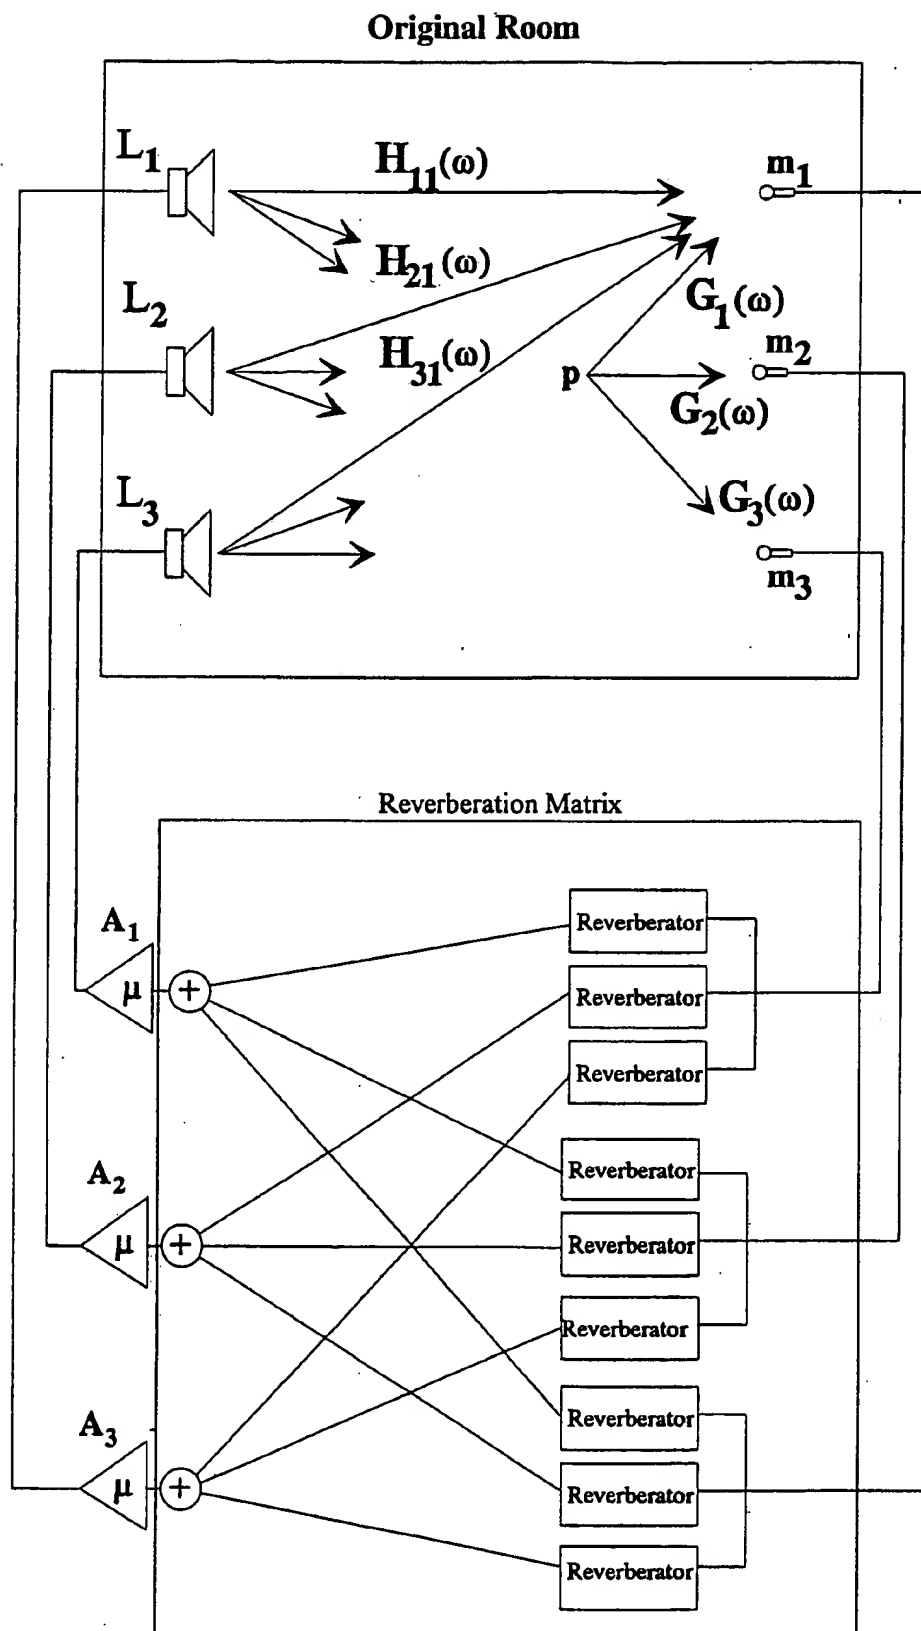 Original Room
L1
H11(ω)
m1
H21(ω)
L2
G1(ω)
H31(ω)
m2
p
G2(ω)
L3
G3(ω)
m3
Reverberation Matrix
A1
μ
+
Reverberator
Reverberator
Reverberator
A2
μ
+
Reverberator
Reverberator
Reverberator
A3
μ
+
Reverberator
Reverberator
Reverberator